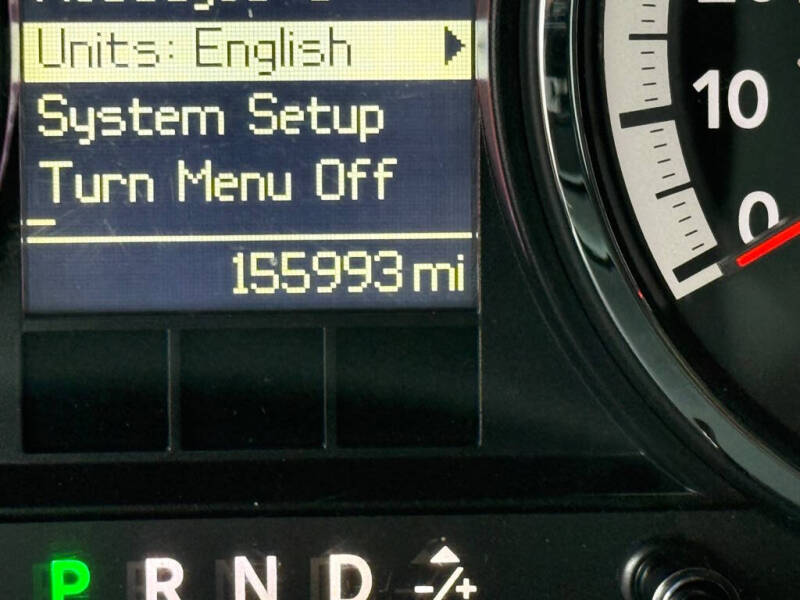 Units: English
System Setup
Turn Menu Off
155993 mi
10
0
P R N D -/+